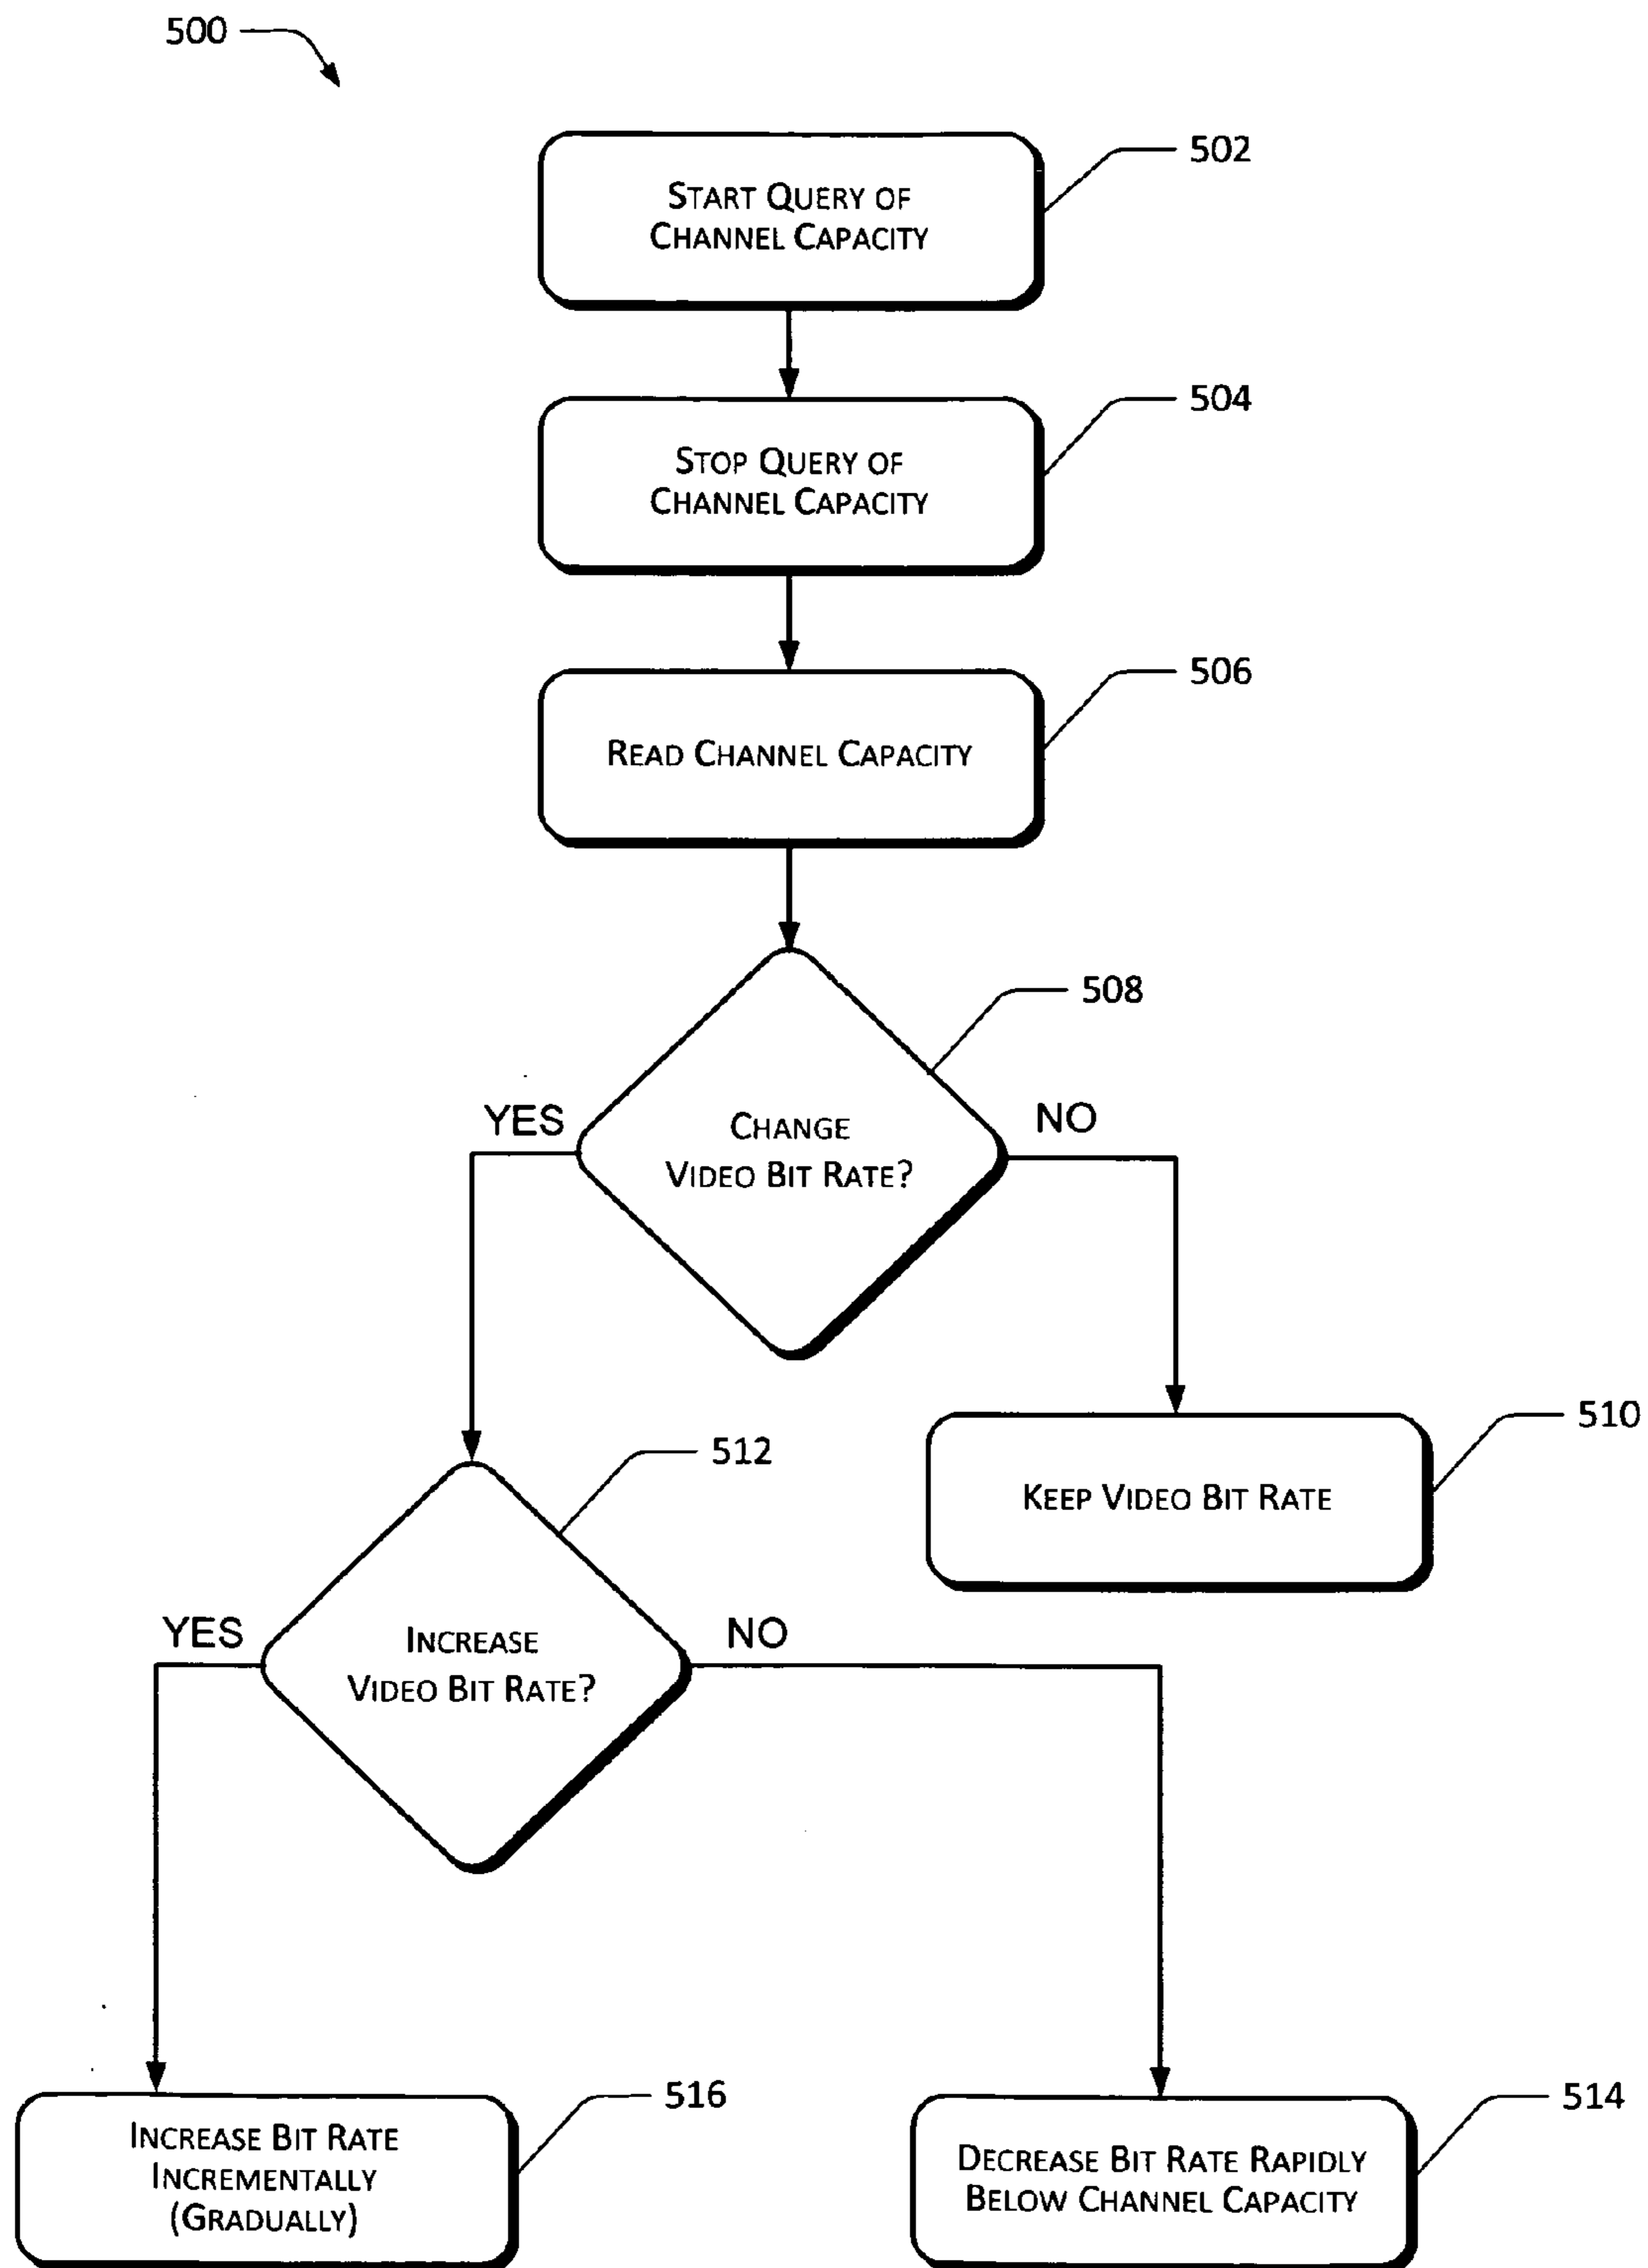 500
502
START QUERY OF
CHANNEL CAPACITY
504
STOP QUERY OF
CHANNEL CAPACITY
506
READ CHANNEL CAPACITY
508
YES
NO
CHANGE
VIDEO BIT RATE?
510
512
KEEP VIDEO BIT RATE
YES
NO
INCREASE
VIDEO BIT RATE?
516
514
INCREASE BIT RATE
INCREMENTALLY
(GRADUALLY)
DECREASE BIT RATE RAPIDLY
BELOW CHANNEL CAPACITY